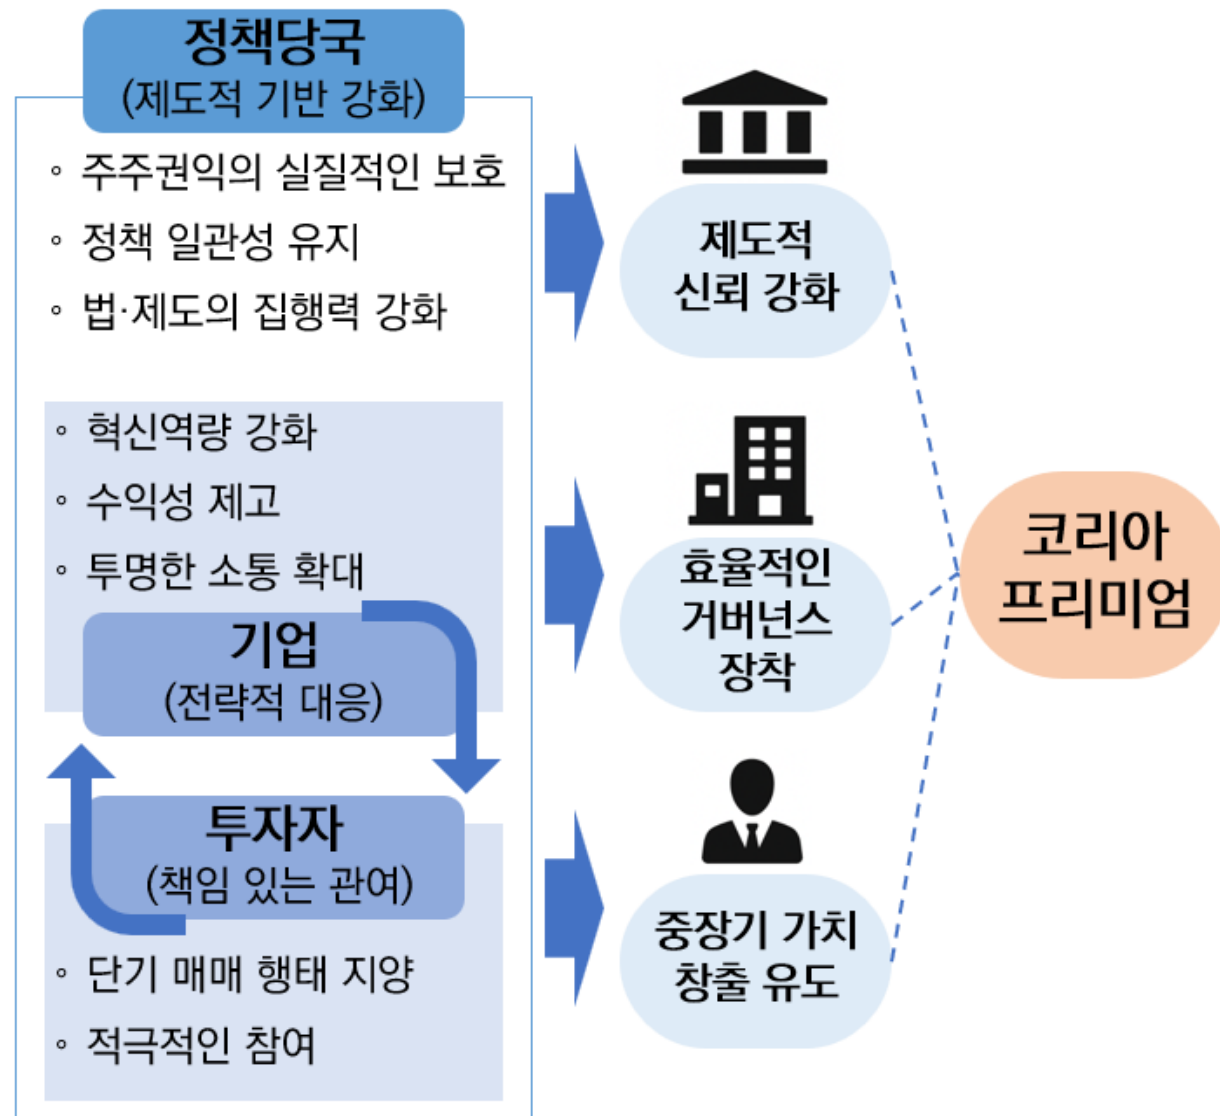 정책당국
(제도적 기반 강화)
◦ 주주권익의 실질적인 보호
◦ 정책 일관성 유지
◦ 법·제도의 집행력 강화
◦ 혁신역량 강화
◦ 수익성 제고
◦ 투명한 소통 확대
기업
(전략적 대응)
투자자
(책임 있는 관여)
◦ 단기 매매 행태 지양
◦ 적극적인 참여
제도적
신뢰 강화
효율적인
거버넌스
장착
중장기 가치
창출 유도
코리아
프리미엄